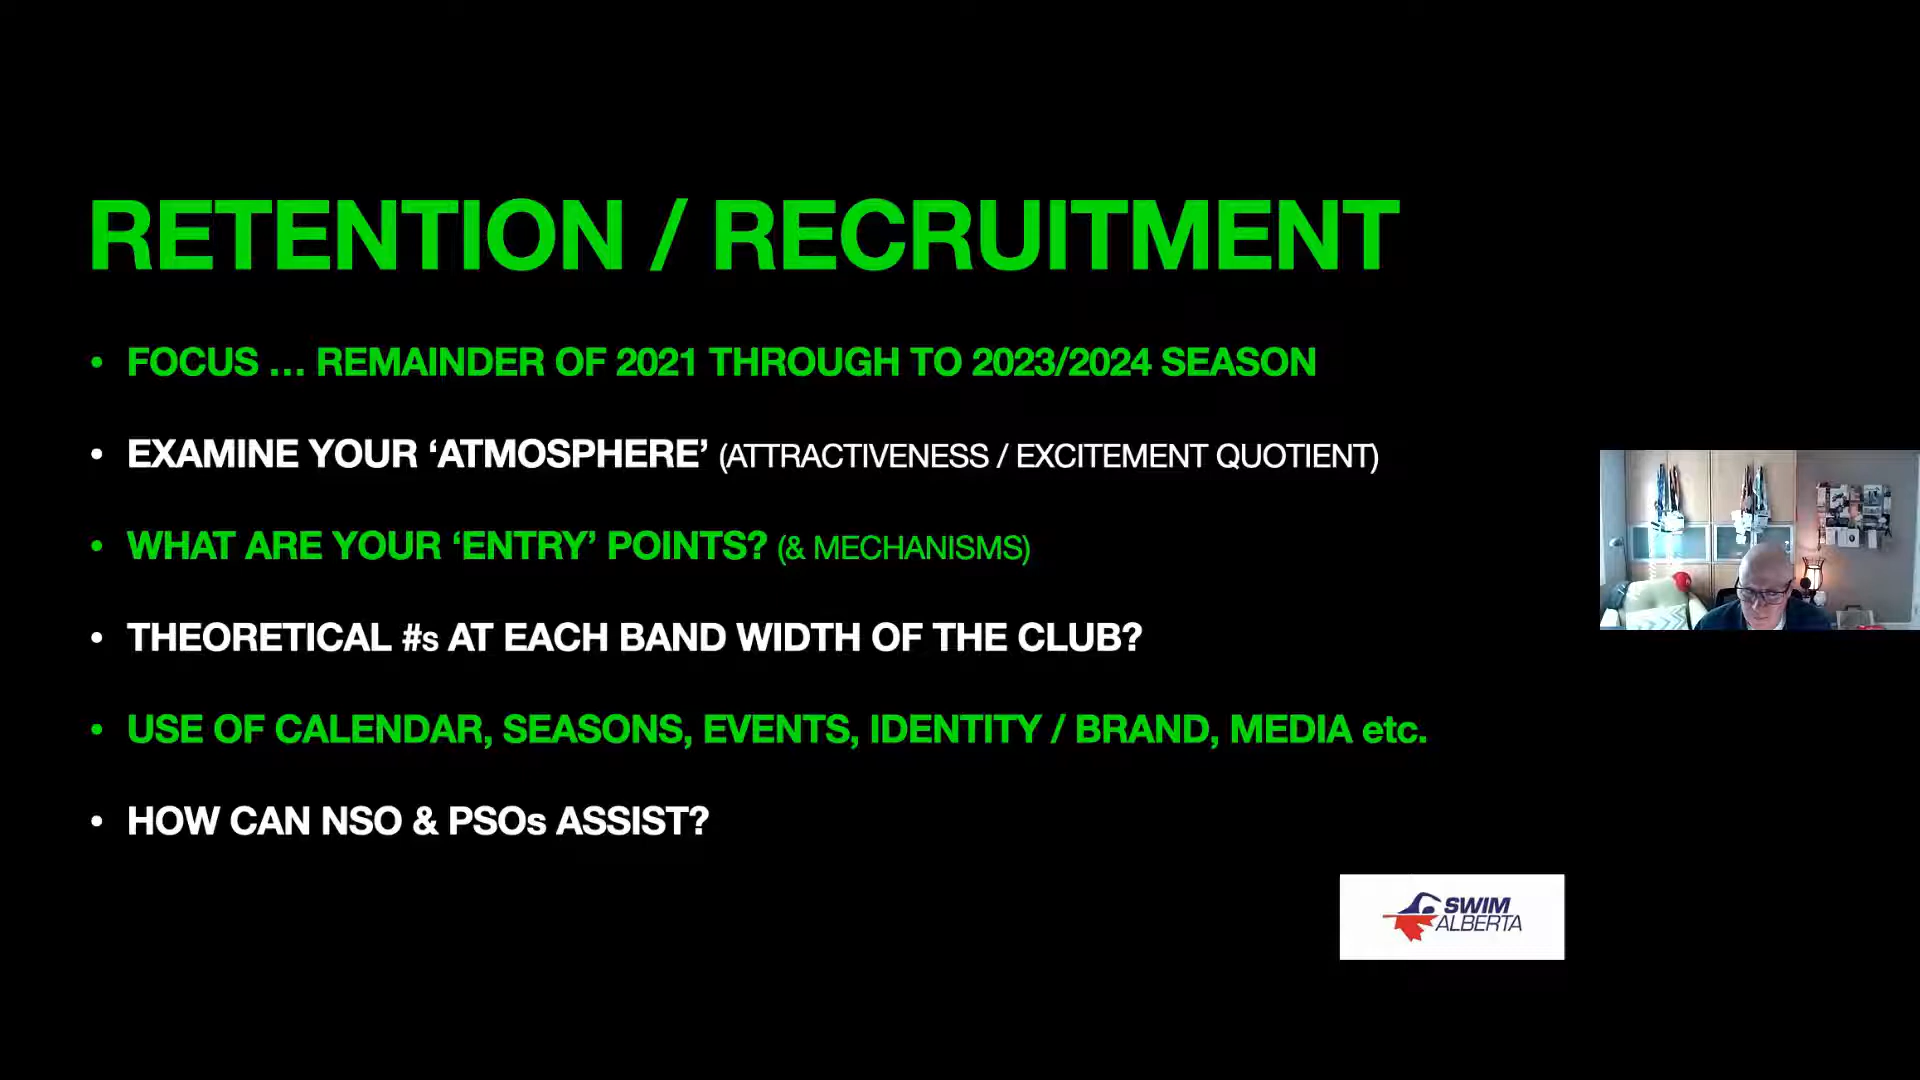 RETENTION / RECRUITMENT
• FOCUS … REMAINDER OF 2021 THROUGH TO 2023/2024 SEASON
• EXAMINE YOUR ‘ATMOSPHERE’ (ATTRACTIVENESS / EXCITEMENT QUOTIENT)
• WHAT ARE YOUR ‘ENTRY’ POINTS? (& MECHANISMS)
• THEORETICAL #s AT EACH BAND WIDTH OF THE CLUB?
• USE OF CALENDAR, SEASONS, EVENTS, IDENTITY / BRAND, MEDIA etc.
• HOW CAN NSO & PSOs ASSIST?
SWIM
ALBERTA